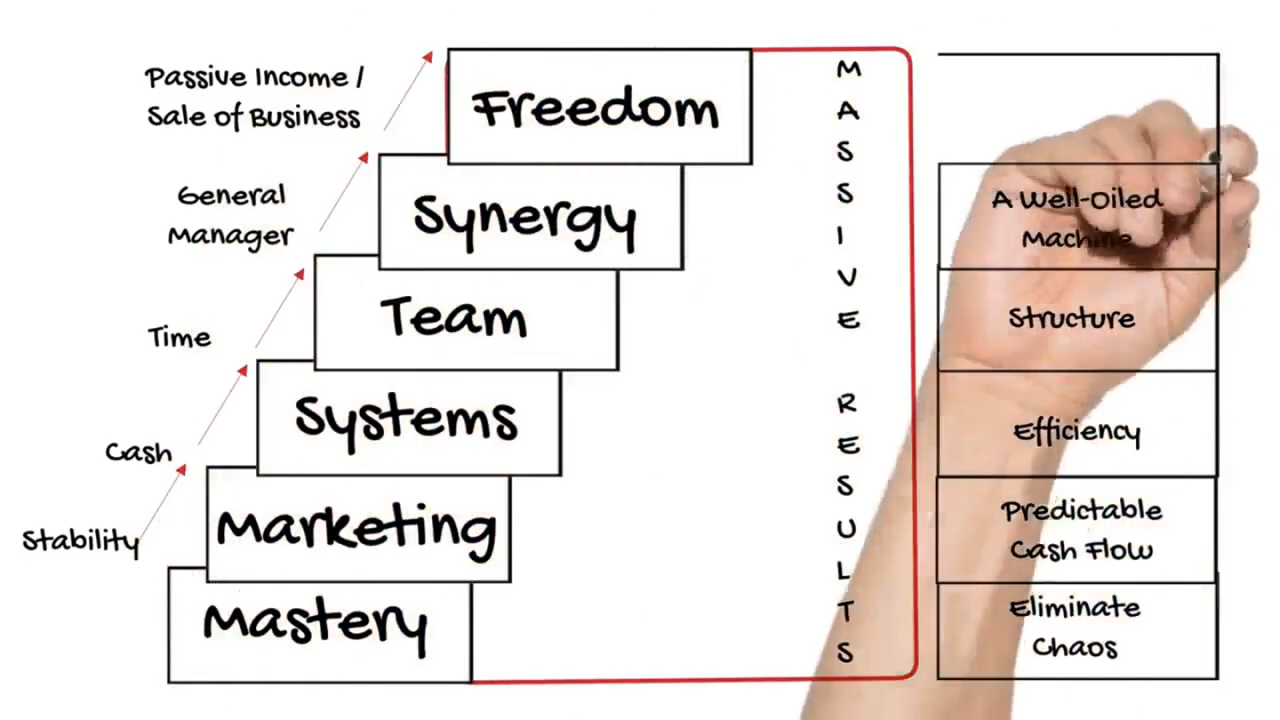 Passive Income /
Sale of Business
General
Manager
Time
Cash
Stability
Freedom
Synergy
Team
Systems
Marketing
Mastery
M
A
S
S
I
V
E
R
E
S
U
L
T
S
A Well-Oiled
Machine
Structure
Efficiency
Predictable
Cash Flow
Eliminate
Chaos